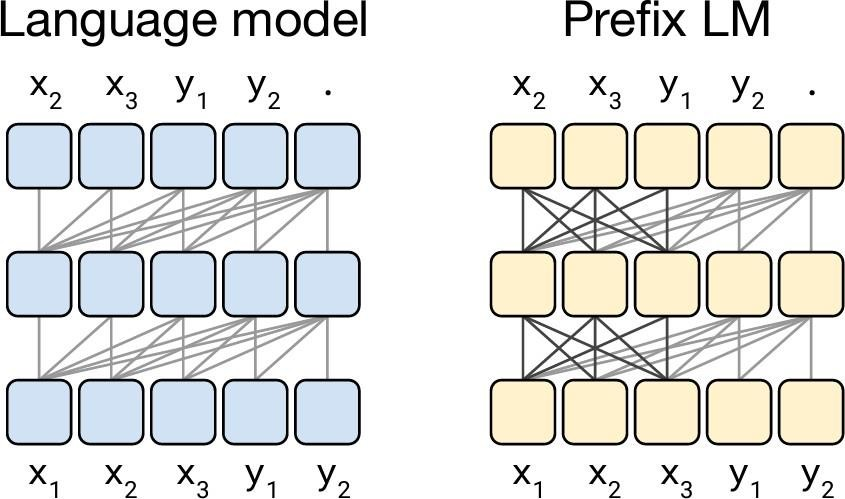 Language model
Prefix LM
x₂ x₃ y₁ y₂ .
x₂ x₃ y₁ y₂ .
x₁ x₂ x₃ y₁ y₂
x₁ x₂ x₃ y₁ y₂